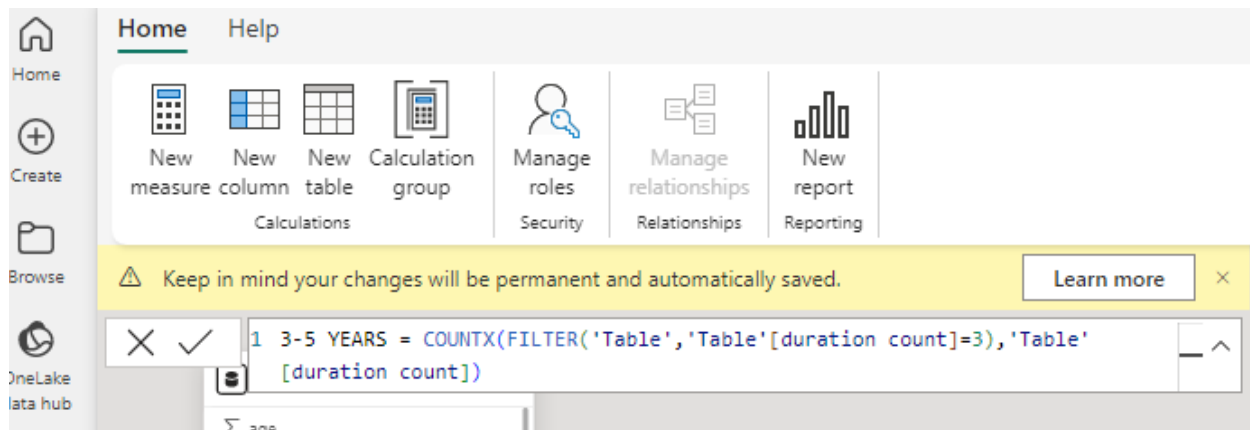 Home Help
Home
Create
Browse
OneLake
data hub
New
measure
New
column
New
table
Calculation
group
Calculations
Manage
roles
Security
Manage
relationships
Relationships
New
report
Reporting
Keep in mind your changes will be permanent and automatically saved.
Learn more
1 3-5 YEARS = COUNTX(FILTER('Table','Table'[duration count]=3),'Table'
[duration count])
age